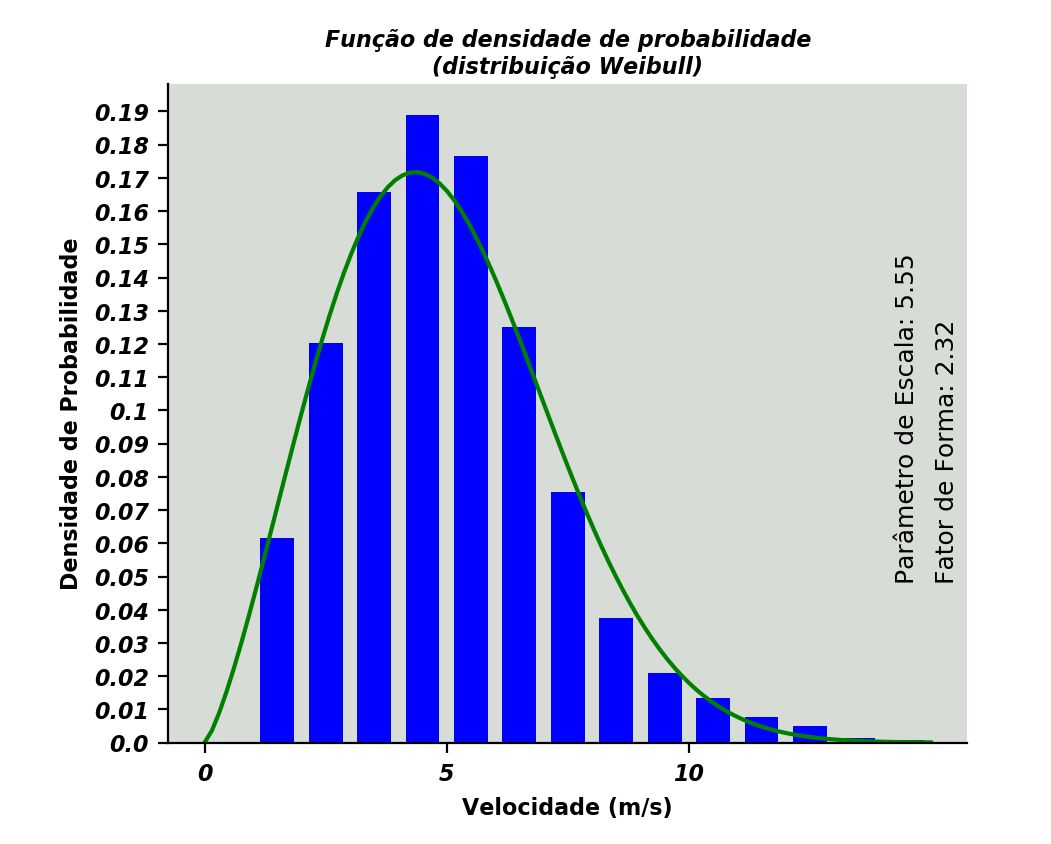 Função de densidade de probabilidade
(distribuição Weibull)
Densidade de Probabilidade
0.19
0.18
0.17
0.16
0.15
0.14
0.13
0.12
0.11
0.1
0.09
0.08
0.07
0.06
0.05
0.04
0.03
0.02
0.01
0.0
Parâmetro de Escala: 5.55
Fator de Forma: 2.32
0 5 10
Velocidade (m/s)